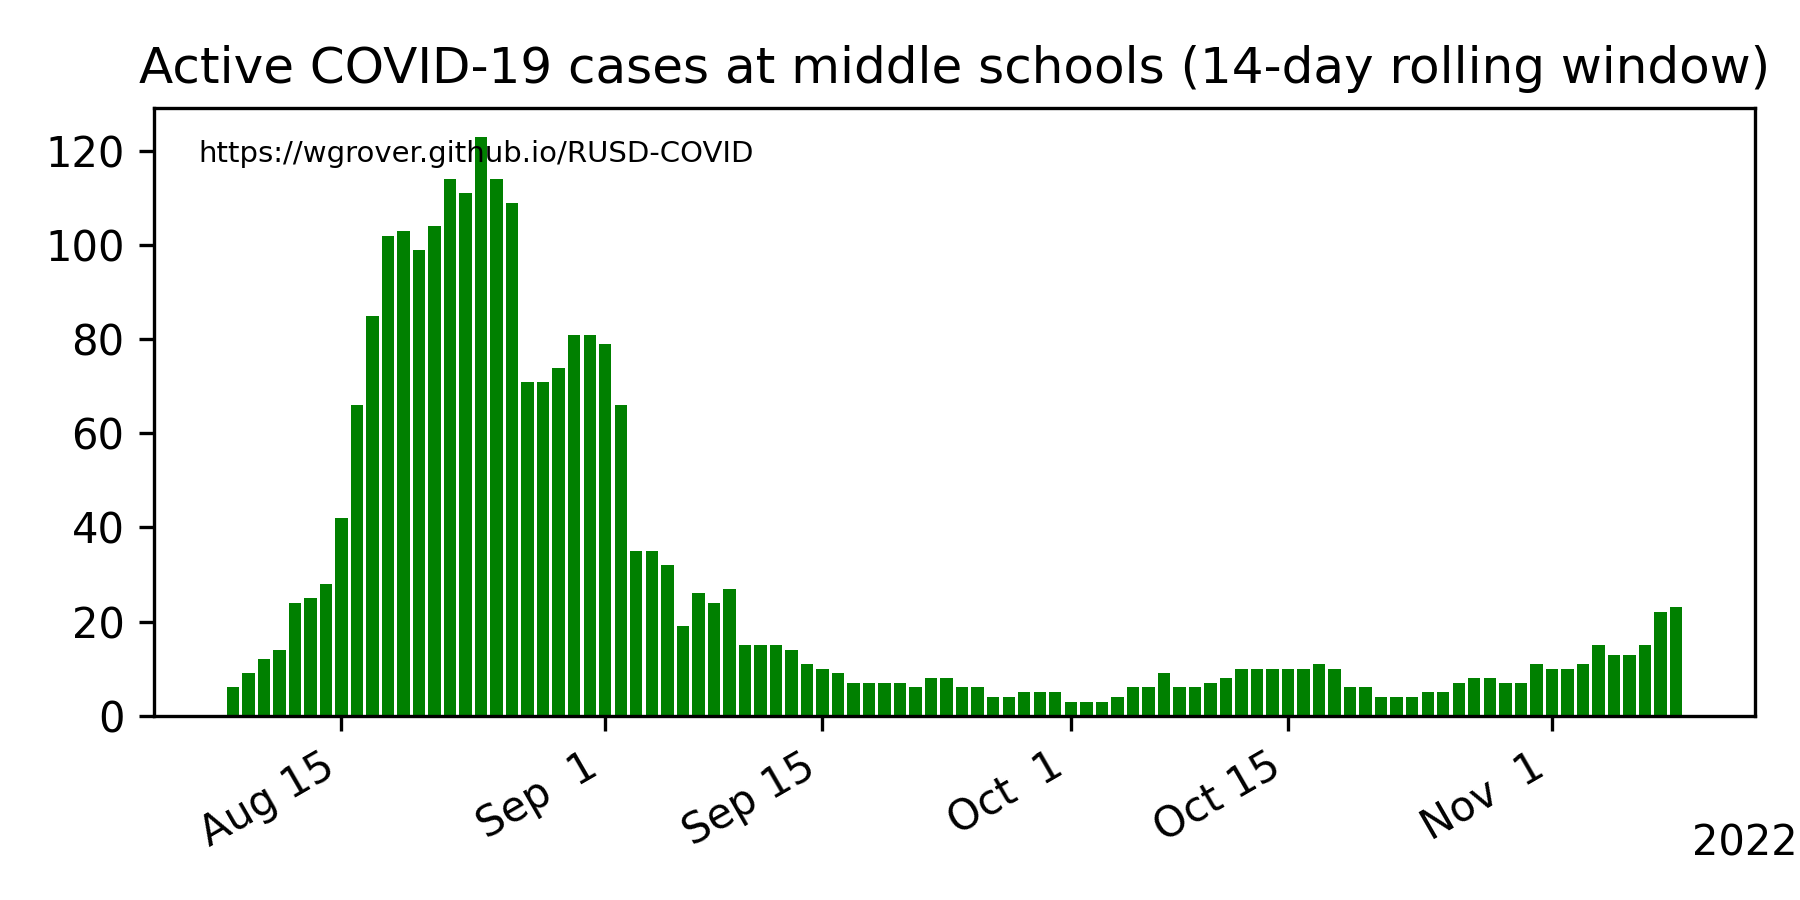 Active COVID-19 cases at middle schools (14-day rolling window)
https://wgrover.github.io/RUSD-COVID
120
100
80
60
40
20
0
Aug 15
Sep 1
Sep 15
Oct 1
Oct 15
Nov 1
2022